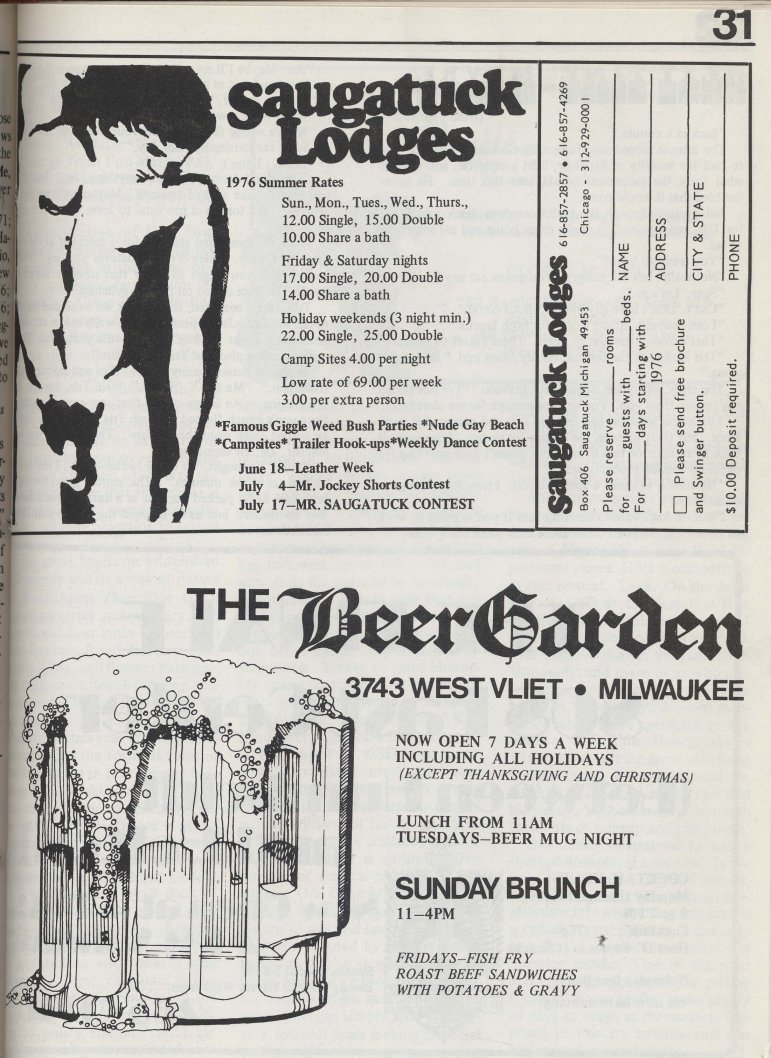 31
Saugatuck
Lodges
1976 Summer Rates
Sun., Mon., Tues., Wed., Thurs.,
12.00 Single, 15.00 Double
10.00 Share a bath
Friday & Saturday nights
17.00 Single, 20.00 Double
14.00 Share a bath
Holiday weekends (3 night min.)
22.00 Single, 25.00 Double
Camp Sites 4.00 per night
Low rate of 69.00 per week
3.00 per extra person
*Famous Giggle Weed Bush Parties *Nude Gay Beach
*Campsites* Trailer Hook-ups*Weekly Dance Contest
June 18—Leather Week
July 4—Mr. Jockey Shorts Contest
July 17—MR. SAUGATUCK CONTEST
Saugatuck Lodges 616-857-2857 • 616-857-4269
Box 406 Saugatuck Michigan 49453 Chicago - 312-929-0001
Please reserve ____ rooms
for ____ guests with ____ beds.
For ____ days starting with
____ 1976
□ Please send free brochure
and Swinger button.
$10.00 Deposit required.
NAME
ADDRESS
CITY & STATE
PHONE
THE Beer Garden
3743 WEST VLIET • MILWAUKEE
NOW OPEN 7 DAYS A WEEK
INCLUDING ALL HOLIDAYS
(EXCEPT THANKSGIVING AND CHRISTMAS)
LUNCH FROM 11AM
TUESDAYS—BEER MUG NIGHT
SUNDAY BRUNCH
11—4PM
FRIDAYS—FISH FRY
ROAST BEEF SANDWICHES
WITH POTATOES & GRAVY